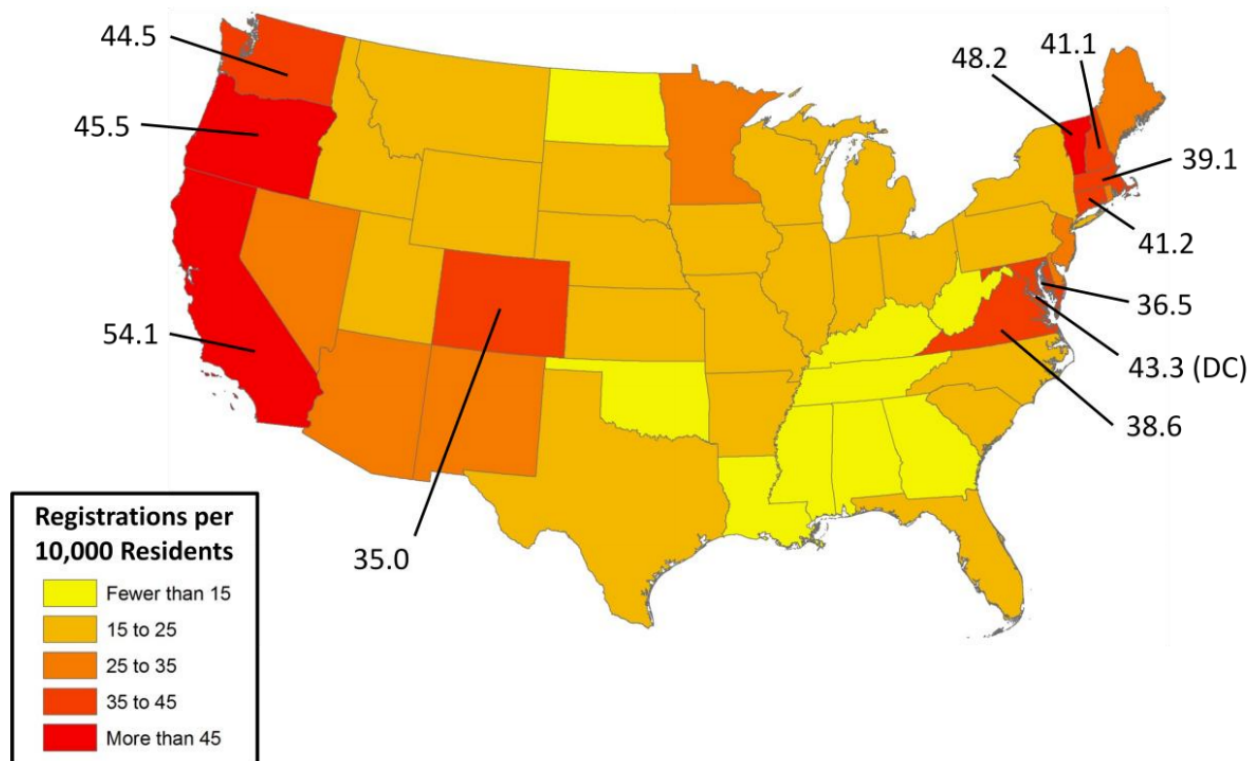 44.5
45.5
54.1
35.0
48.2
41.1
39.1
41.2
36.5
43.3 (DC)
38.6
Registrations per
10,000 Residents
Fewer than 15
15 to 25
25 to 35
35 to 45
More than 45